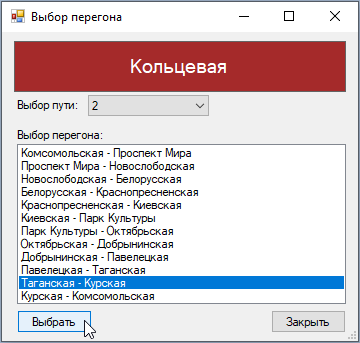 Выбор перегона
Кольцевая
Выбор пути: 2
Выбор перегона:
Комсомольская - Проспект Мира
Проспект Мира - Новослободская
Новослободская - Белорусская
Белорусская - Краснопресненская
Краснопресненская - Киевская
Киевская - Парк Культуры
Парк Культуры - Октябрьская
Октябрьская - Добрынинская
Добрынинская - Павелецкая
Павелецкая - Таганская
Таганская - Курская
Курская - Комсомольская
Выбрать Закрыть